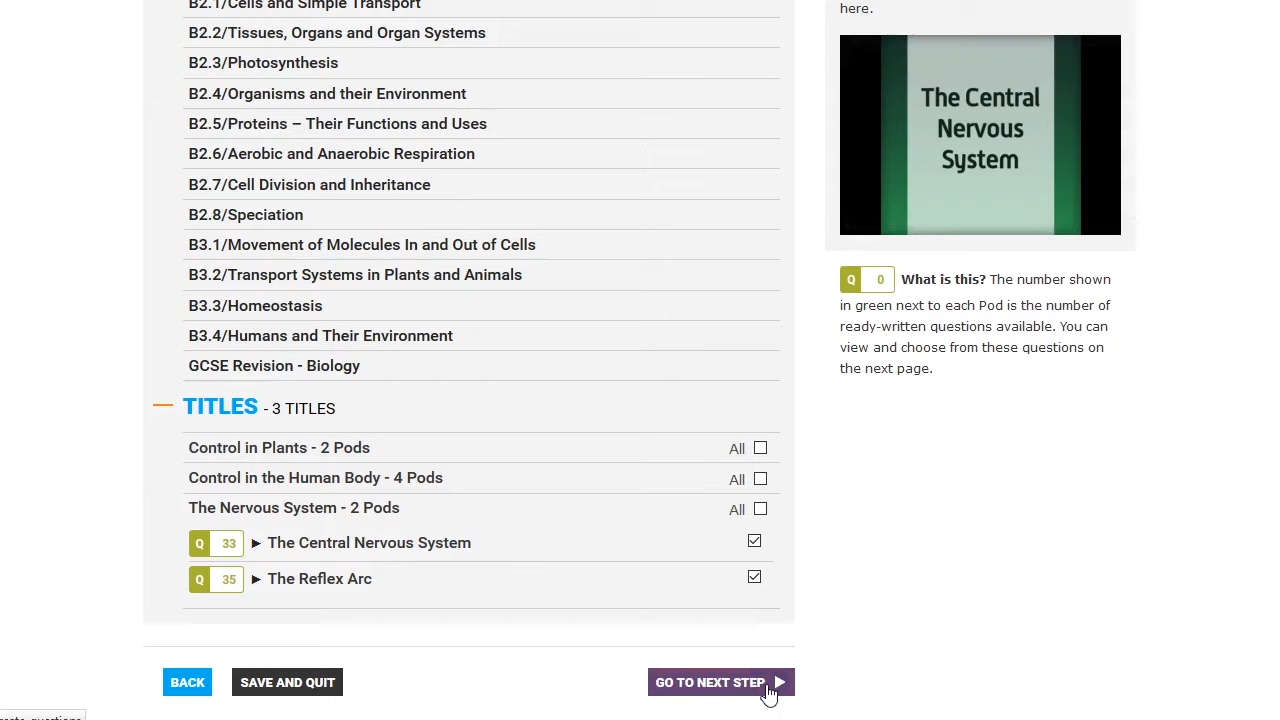 B2.1/Cells and Simple Transport
B2.2/Tissues, Organs and Organ Systems
B2.3/Photosynthesis
B2.4/Organisms and their Environment
B2.5/Proteins – Their Functions and Uses
B2.6/Aerobic and Anaerobic Respiration
B2.7/Cell Division and Inheritance
B2.8/Speciation
B3.1/Movement of Molecules In and Out of Cells
B3.2/Transport Systems in Plants and Animals
B3.3/Homeostasis
B3.4/Humans and Their Environment
GCSE Revision - Biology
TITLES - 3 TITLES
Control in Plants - 2 Pods All
Control in the Human Body - 4 Pods All
The Nervous System - 2 Pods All
Q 33 The Central Nervous System
Q 35 The Reflex Arc
BACK SAVE AND QUIT GO TO NEXT STEP
here.
The Central
Nervous
System
Q 0 What is this? The number shown
in green next to each Pod is the number of
ready-written questions available. You can
view and choose from these questions on
the next page.